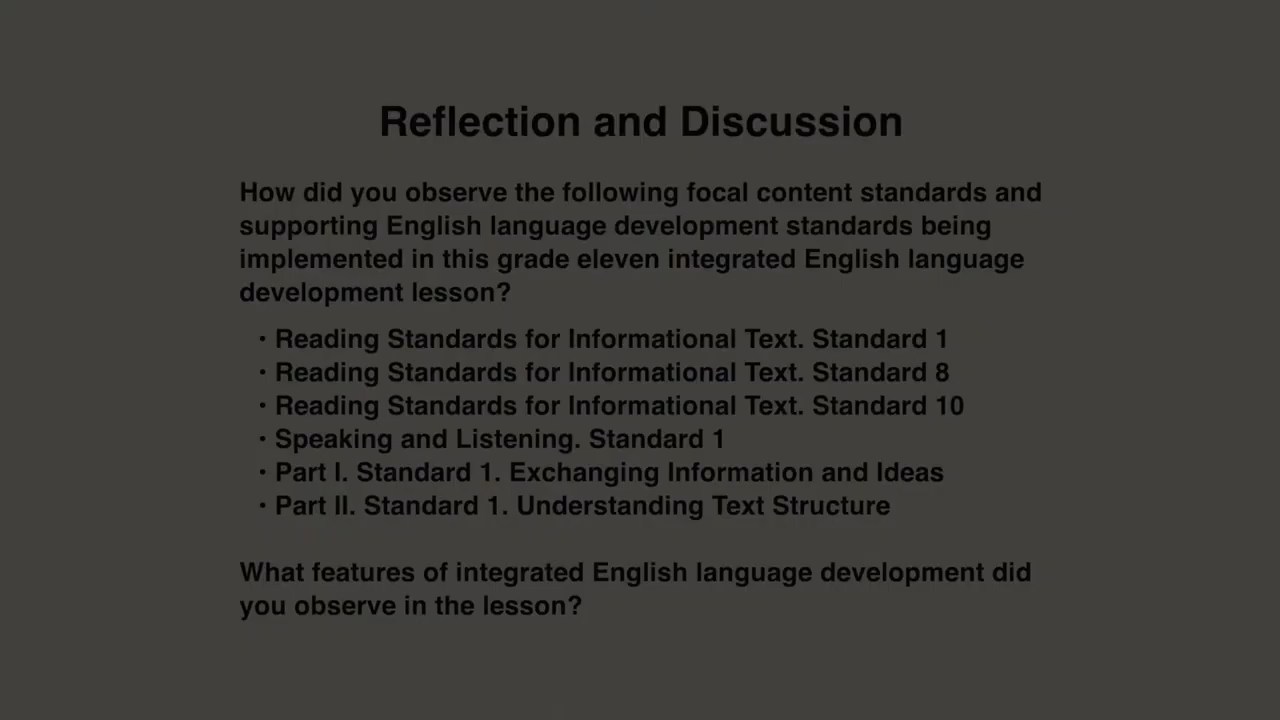 Reflection and Discussion
How did you observe the following focal content standards and
supporting English language development standards being
implemented in this grade eleven integrated English language
development lesson?
• Reading Standards for Informational Text. Standard 1
• Reading Standards for Informational Text. Standard 8
• Reading Standards for Informational Text. Standard 10
• Speaking and Listening. Standard 1
• Part I. Standard 1. Exchanging Information and Ideas
• Part II. Standard 1. Understanding Text Structure
What features of integrated English language development did
you observe in the lesson?